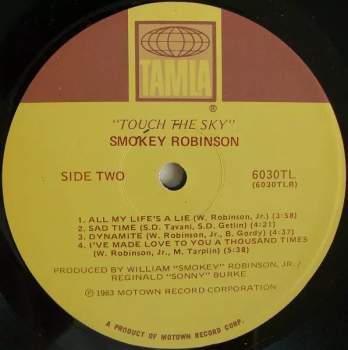 TAMLA
®
"TOUCH THE SKY"
SMOKEY ROBINSON
SIDE TWO
6030TL
(6030TLR)
1. ALL MY LIFE'S A LIE (W. Robinson, Jr.) (3:58)
2. SAD TIME (S.D. Tavani, S.D. Getlin) (4:21)
3. DYNAMITE (W. Robinson, Jr., B. Gordy) (4:37)
4. I'VE MADE LOVE TO YOU A THOUSAND TIMES
(W. Robinson, Jr., M. Tarplin) (5:38)
PRODUCED BY WILLIAM "SMOKEY" ROBINSON, JR./
REGINALD "SONNY" BURKE
℗ 1983 MOTOWN RECORD CORPORATION
A PRODUCT OF MOTOWN RECORD CORP.